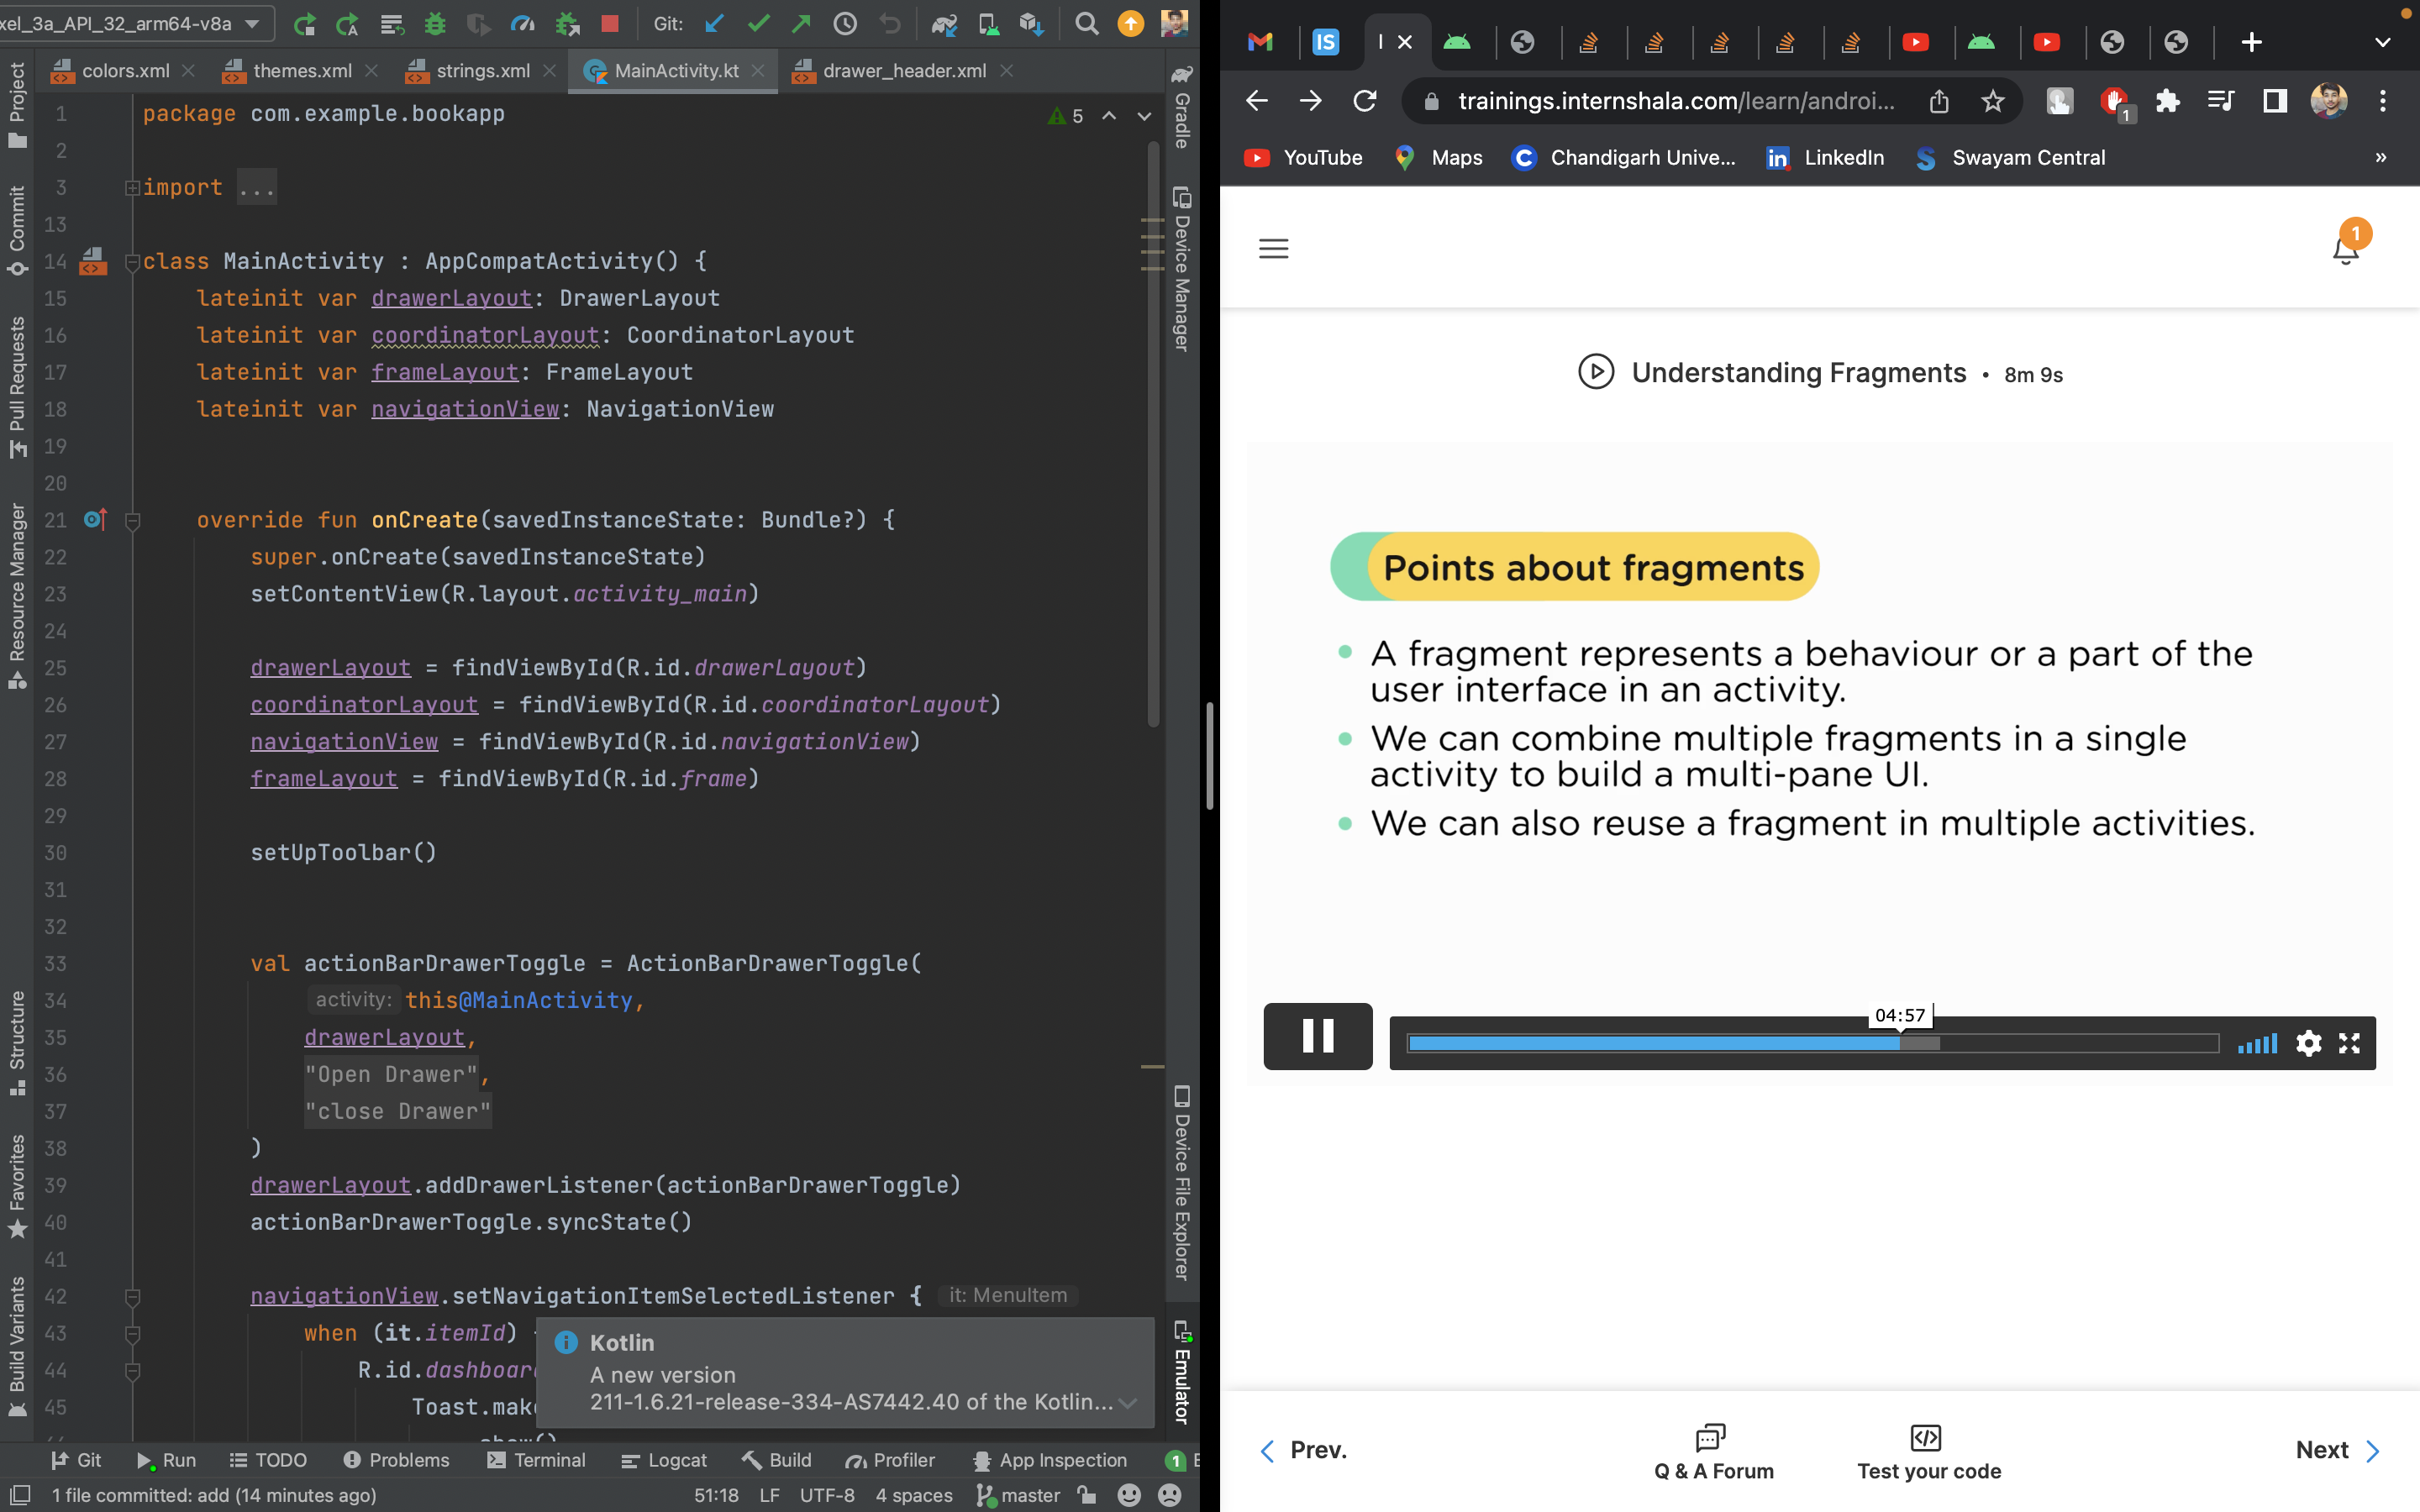 xel_3a_API_32_arm64-v8a
Git:
colors.xml
themes.xml
strings.xml
MainActivity.kt
drawer_header.xml
Project
Commit
Pull Requests
Resource Manager
Structure
Favorites
Build Variants
5
1 package com.example.bookapp
2
3 import ...
13
14 class MainActivity : AppCompatActivity() {
15 lateinit var drawerLayout: DrawerLayout
16 lateinit var coordinatorLayout: CoordinatorLayout
17 lateinit var frameLayout: FrameLayout
18 lateinit var navigationView: NavigationView
19
20
21 override fun onCreate(savedInstanceState: Bundle?) {
22 super.onCreate(savedInstanceState)
23 setContentView(R.layout.activity_main)
24
25 drawerLayout = findViewById(R.id.drawerLayout)
26 coordinatorLayout = findViewById(R.id.coordinatorLayout)
27 navigationView = findViewById(R.id.navigationView)
28 frameLayout = findViewById(R.id.frame)
29
30 setUpToolbar()
31
32
33 val actionBarDrawerToggle = ActionBarDrawerToggle(
34 activity: this@MainActivity,
35 drawerLayout,
36 "Open Drawer",
37 "close Drawer"
38 )
39 drawerLayout.addDrawerListener(actionBarDrawerToggle)
40 actionBarDrawerToggle.syncState()
41
42 navigationView.setNavigationItemSelectedListener { it: MenuItem
43 when (it.itemId)
44 R.id.dashboar
45 Toast.mak
.show()
Kotlin
A new version
211-1.6.21-release-334-AS7442.40 of the Kotlin...
Gradle
Device Manager
Device File Explorer
Emulator
Git
Run
TODO
Problems
Terminal
Logcat
Build
Profiler
App Inspection
1 E
1 file committed: add (14 minutes ago)
51:18
LF
UTF-8
4 spaces
master
IS
I
trainings.internshala.com/learn/androi...
1
YouTube
Maps
Chandigarh Unive...
in
LinkedIn
Swayam Central
»
1
Understanding Fragments • 8m 9s
Points about fragments
• A fragment represents a behaviour or a part of the
user interface in an activity.
• We can combine multiple fragments in a single
activity to build a multi-pane UI.
• We can also reuse a fragment in multiple activities.
04:57
Prev.
Q & A Forum
Test your code
Next